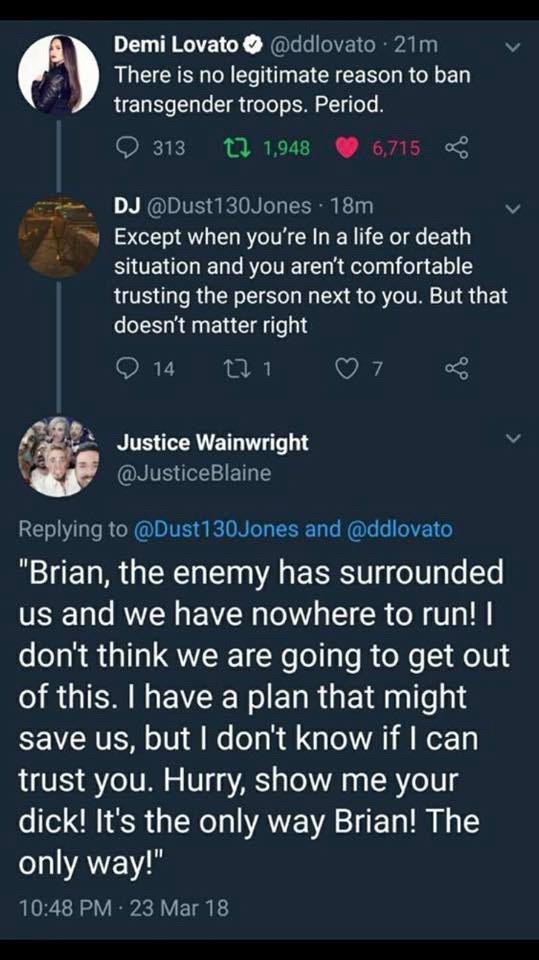 Demi Lovato @ddlovato · 21m
There is no legitimate reason to ban
transgender troops. Period.
313 1,948 6,715
DJ @Dust130Jones · 18m
Except when you're In a life or death
situation and you aren't comfortable
trusting the person next to you. But that
doesn't matter right
14 1 7
Justice Wainwright
@JusticeBlaine
Replying to @Dust130Jones and @ddlovato
"Brian, the enemy has surrounded
us and we have nowhere to run! I
don't think we are going to get out
of this. I have a plan that might
save us, but I don't know if I can
trust you. Hurry, show me your
dick! It's the only way Brian! The
only way!"
10:48 PM · 23 Mar 18